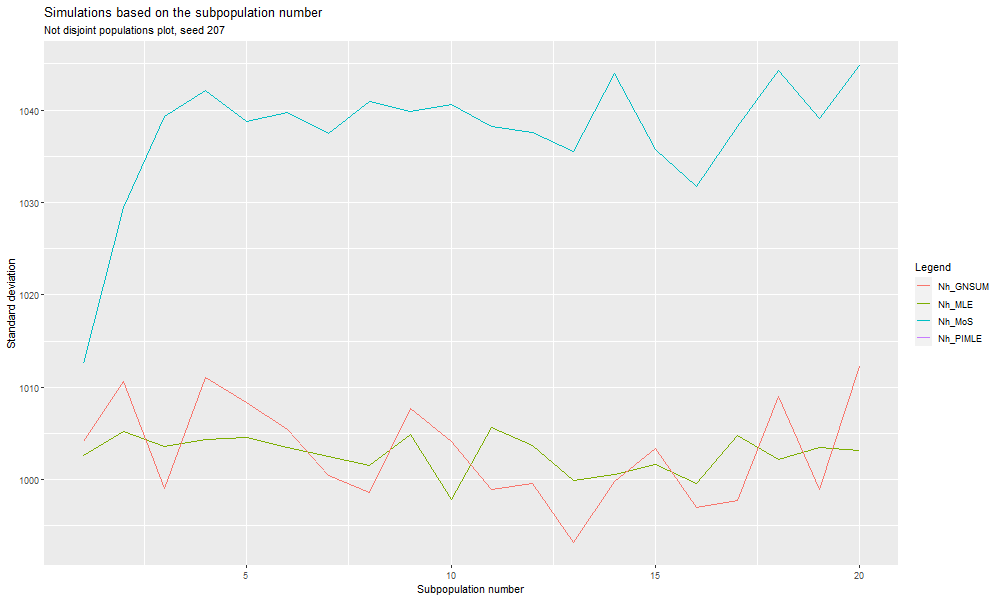 Simulations based on the subpopulation number
Not disjoint populations plot, seed 207
Standard deviation
1040
1030
1020
1010
1000
5
10
15
20
Subpopulation number
Legend
Nh_GNSUM
Nh_MLE
Nh_MoS
Nh_PIMLE